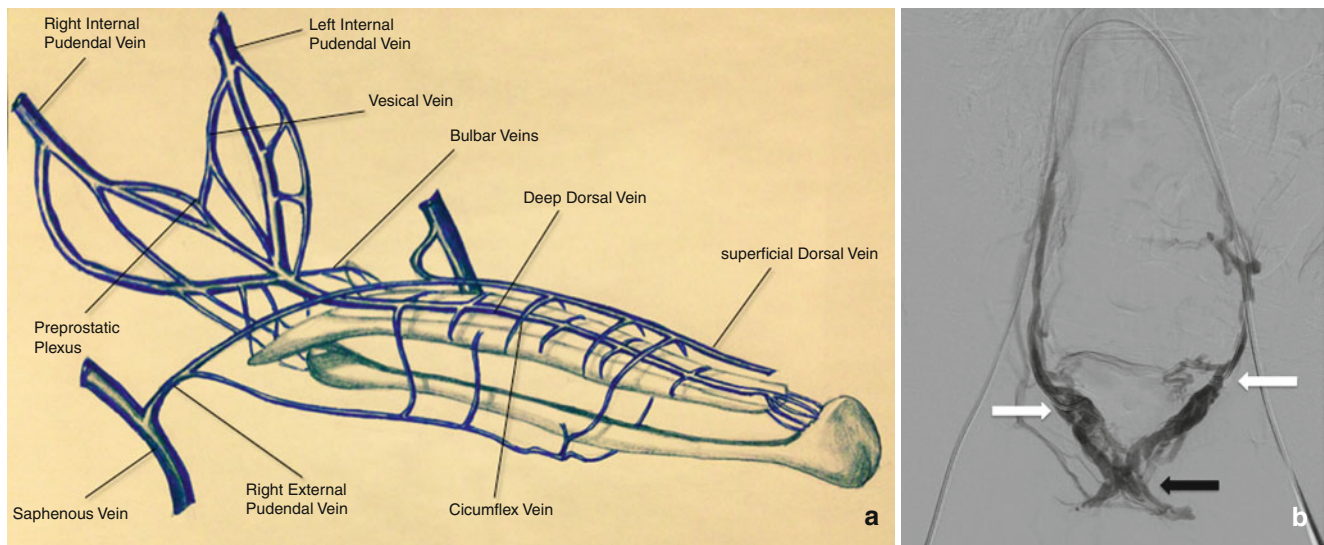 Right Internal
Pudendal Vein
Left Internal
Pudendal Vein
Vesical Vein
Bulbar Veins
Deep Dorsal Vein
superficial Dorsal Vein
Preprostatic
Plexus
Saphenous Vein
Right External
Pudendal Vein
Cicumflex Vein
a
b